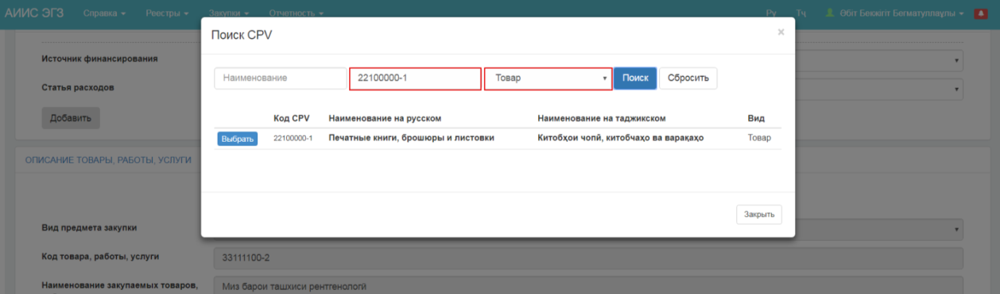 АИИС ЭГЗ Справка Реестры Закупки Отчетность Ру Тҷ Әбіт Бекжігіт Бегматуллаұлы
Поиск CPV ×
Источник финансирования
Наименование 22100000-1 Товар Поиск Сбросить
Статья расходов
Добавить
Код CPV Наименование на русском Наименование на таджикском Вид
Выбрать 22100000-1 Печатные книги, брошюры и листовки Китобҳои чопӣ, китобчаҳо ва варақаҳо Товар
ОПИСАНИЕ ТОВАРЫ, РАБОТЫ, УСЛУГИ
Закрыть
Вид предмета закупки
Код товара, работы, услуги 33111100-2
Наименование закупаемых товаров, Миз барои ташхиси рентгенологӣ